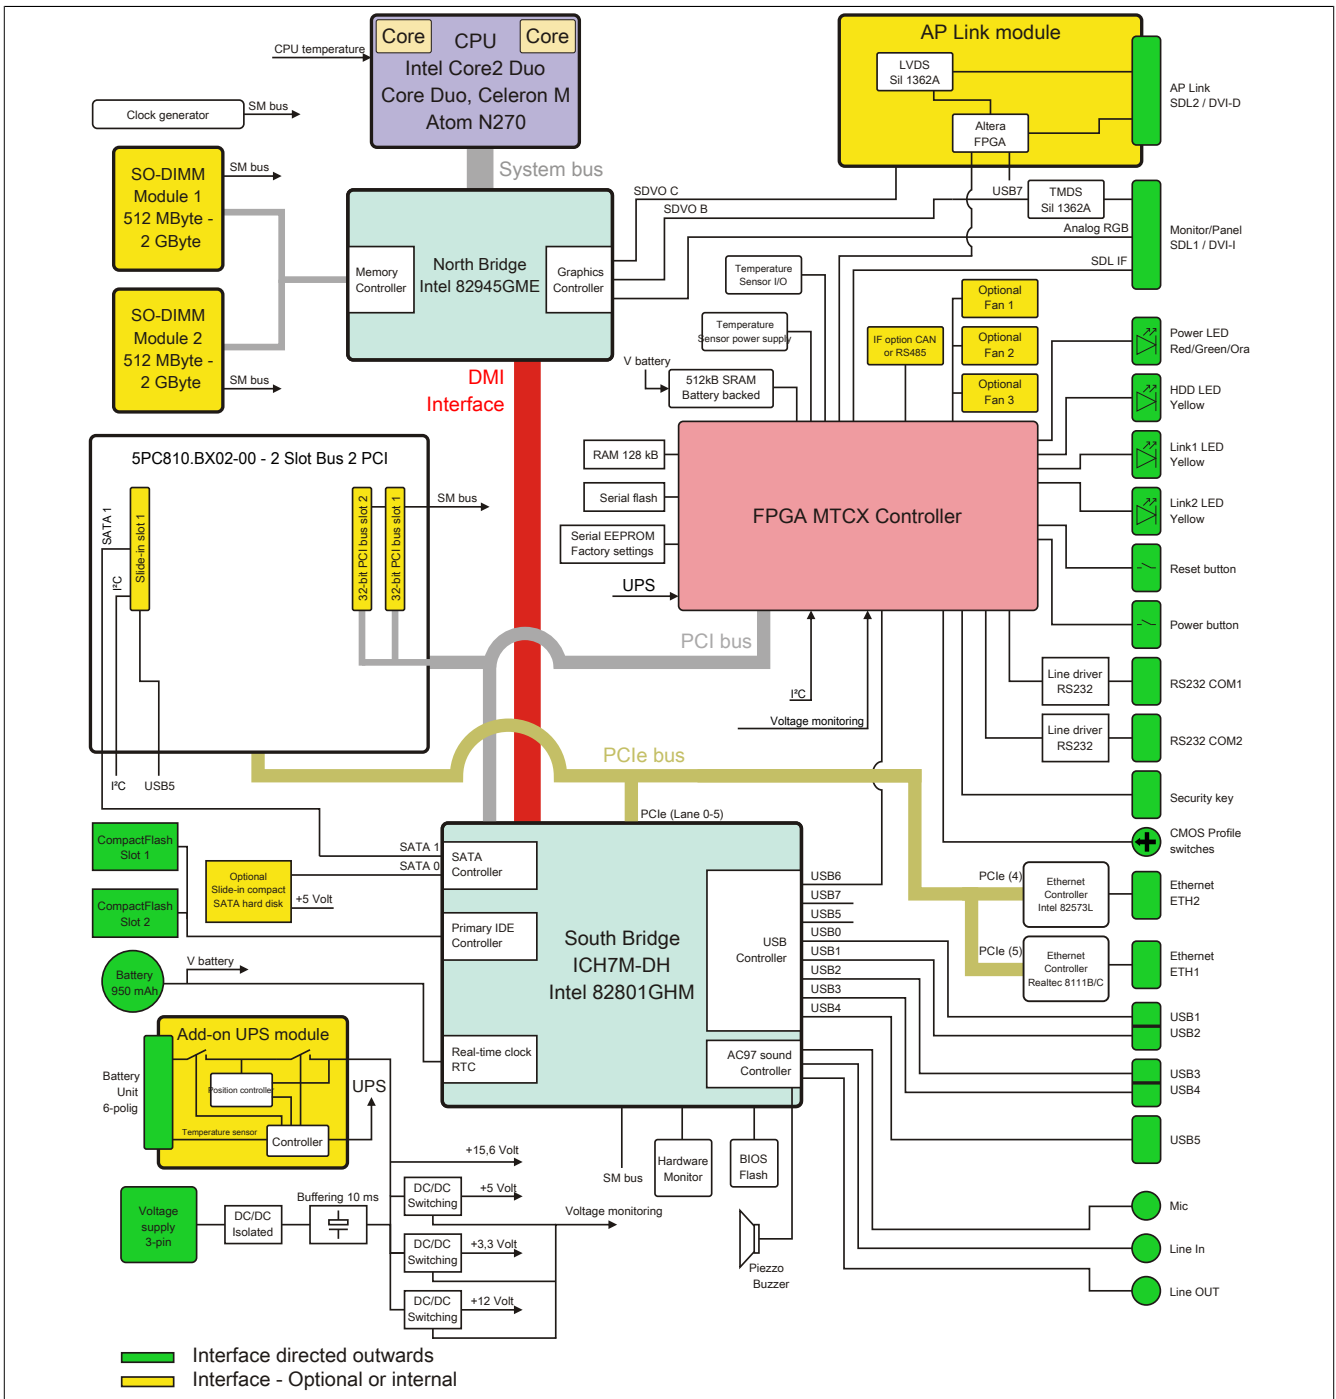 Core
CPU
Core
Intel Core2 Duo
Core Duo, Celeron M
Atom N270
CPU temperature
Clock generator
SM bus
SO-DIMM
Module 1
512 MByte -
2 GByte
SM bus
SO-DIMM
Module 2
512 MByte -
2 GByte
SM bus
System bus
Memory
Controller
North Bridge
Intel 82945GME
Graphics
Controller
DMI
Interface
AP Link module
LVDS
Sil 1362A
Altera
FPGA
AP Link
SDL2 / DVI-D
SDVO C
SDVO B
USB7
TMDS
Sil 1362A
Analog RGB
SDL IF
Monitor/Panel
SDL1 / DVI-I
Temperature
Sensor I/O
Temperature
Sensor power supply
V battery
512kB SRAM
Battery backed
IF option CAN
or RS485
Optional
Fan 1
Optional
Fan 2
Optional
Fan 3
Power LED
Red/Green/Ora
HDD LED
Yellow
Link1 LED
Yellow
Link2 LED
Yellow
Reset button
Power button
RAM 128 kB
Serial flash
Serial EEPROM
Factory settings
UPS
FPGA MTCX Controller
5PC810.BX02-00 - 2 Slot Bus 2 PCI
SATA 1
I²C
Slide-in slot 1
32-bit PCI bus slot 2
32-bit PCI bus slot 1
SM bus
I²C
USB5
PCI bus
I²C
Voltage monitoring
Line driver
RS232
RS232 COM1
Line driver
RS232
RS232 COM2
Security key
CMOS Profile
switches
PCIe bus
PCIe (Lane 0-5)
PCIe (4)
Ethernet
Controller
Intel 82573L
Ethernet
ETH2
PCIe (5)
Ethernet
Controller
Realtec 8111B/C
Ethernet
ETH1
CompactFlash
Slot 1
CompactFlash
Slot 2
Optional
Slide-in compact
SATA hard disk
+5 Volt
SATA 1
SATA 0
SATA
Controller
Primary IDE
Controller
South Bridge
ICH7M-DH
Intel 82801GHM
Real-time clock
RTC
USB
Controller
AC97 sound
Controller
USB6
USB7
USB5
USB0
USB1
USB2
USB3
USB4
USB1
USB2
USB3
USB4
USB5
Mic
Line In
Line OUT
Battery
950 mAh
V battery
Add-on UPS module
Battery
Unit
6-polig
Position controller
Temperature sensor
Controller
UPS
SM bus
Hardware
Monitor
BIOS
Flash
Piezzo
Buzzer
Voltage
supply
3-pin
DC/DC
Isolated
Buffering 10 ms
+15,6 Volt
DC/DC
Switching
+5 Volt
Voltage monitoring
DC/DC
Switching
+3,3 Volt
DC/DC
Switching
+12 Volt
Interface directed outwards
Interface - Optional or internal